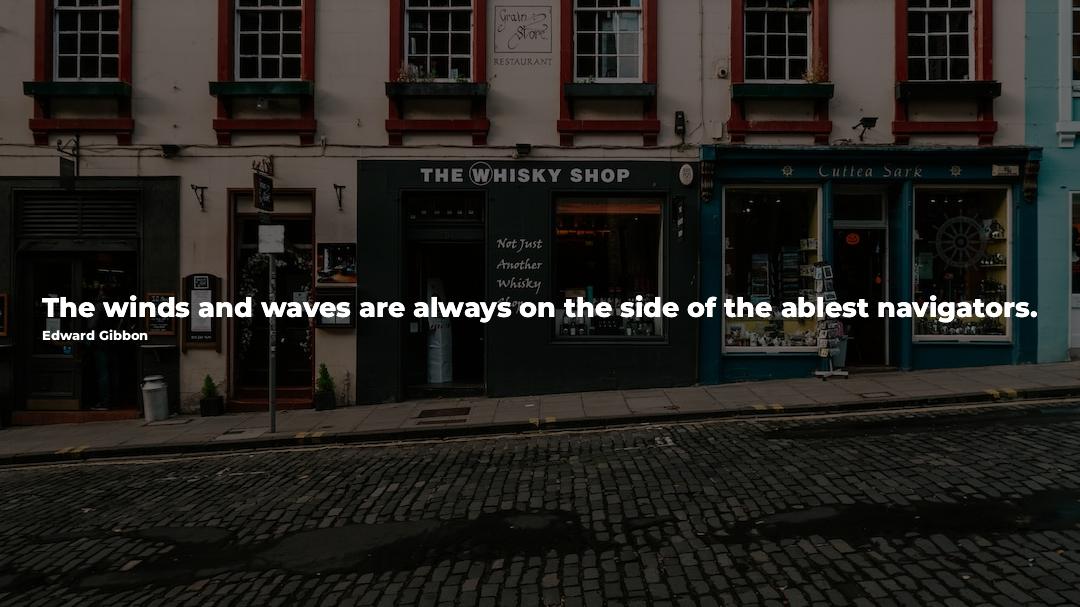 Grain
Store
RESTAURANT
THE WHISKY SHOP
Cuttea Sark
Not Just
Another
Whisky
The winds and waves are always on the side of the ablest navigators.
Edward Gibbon